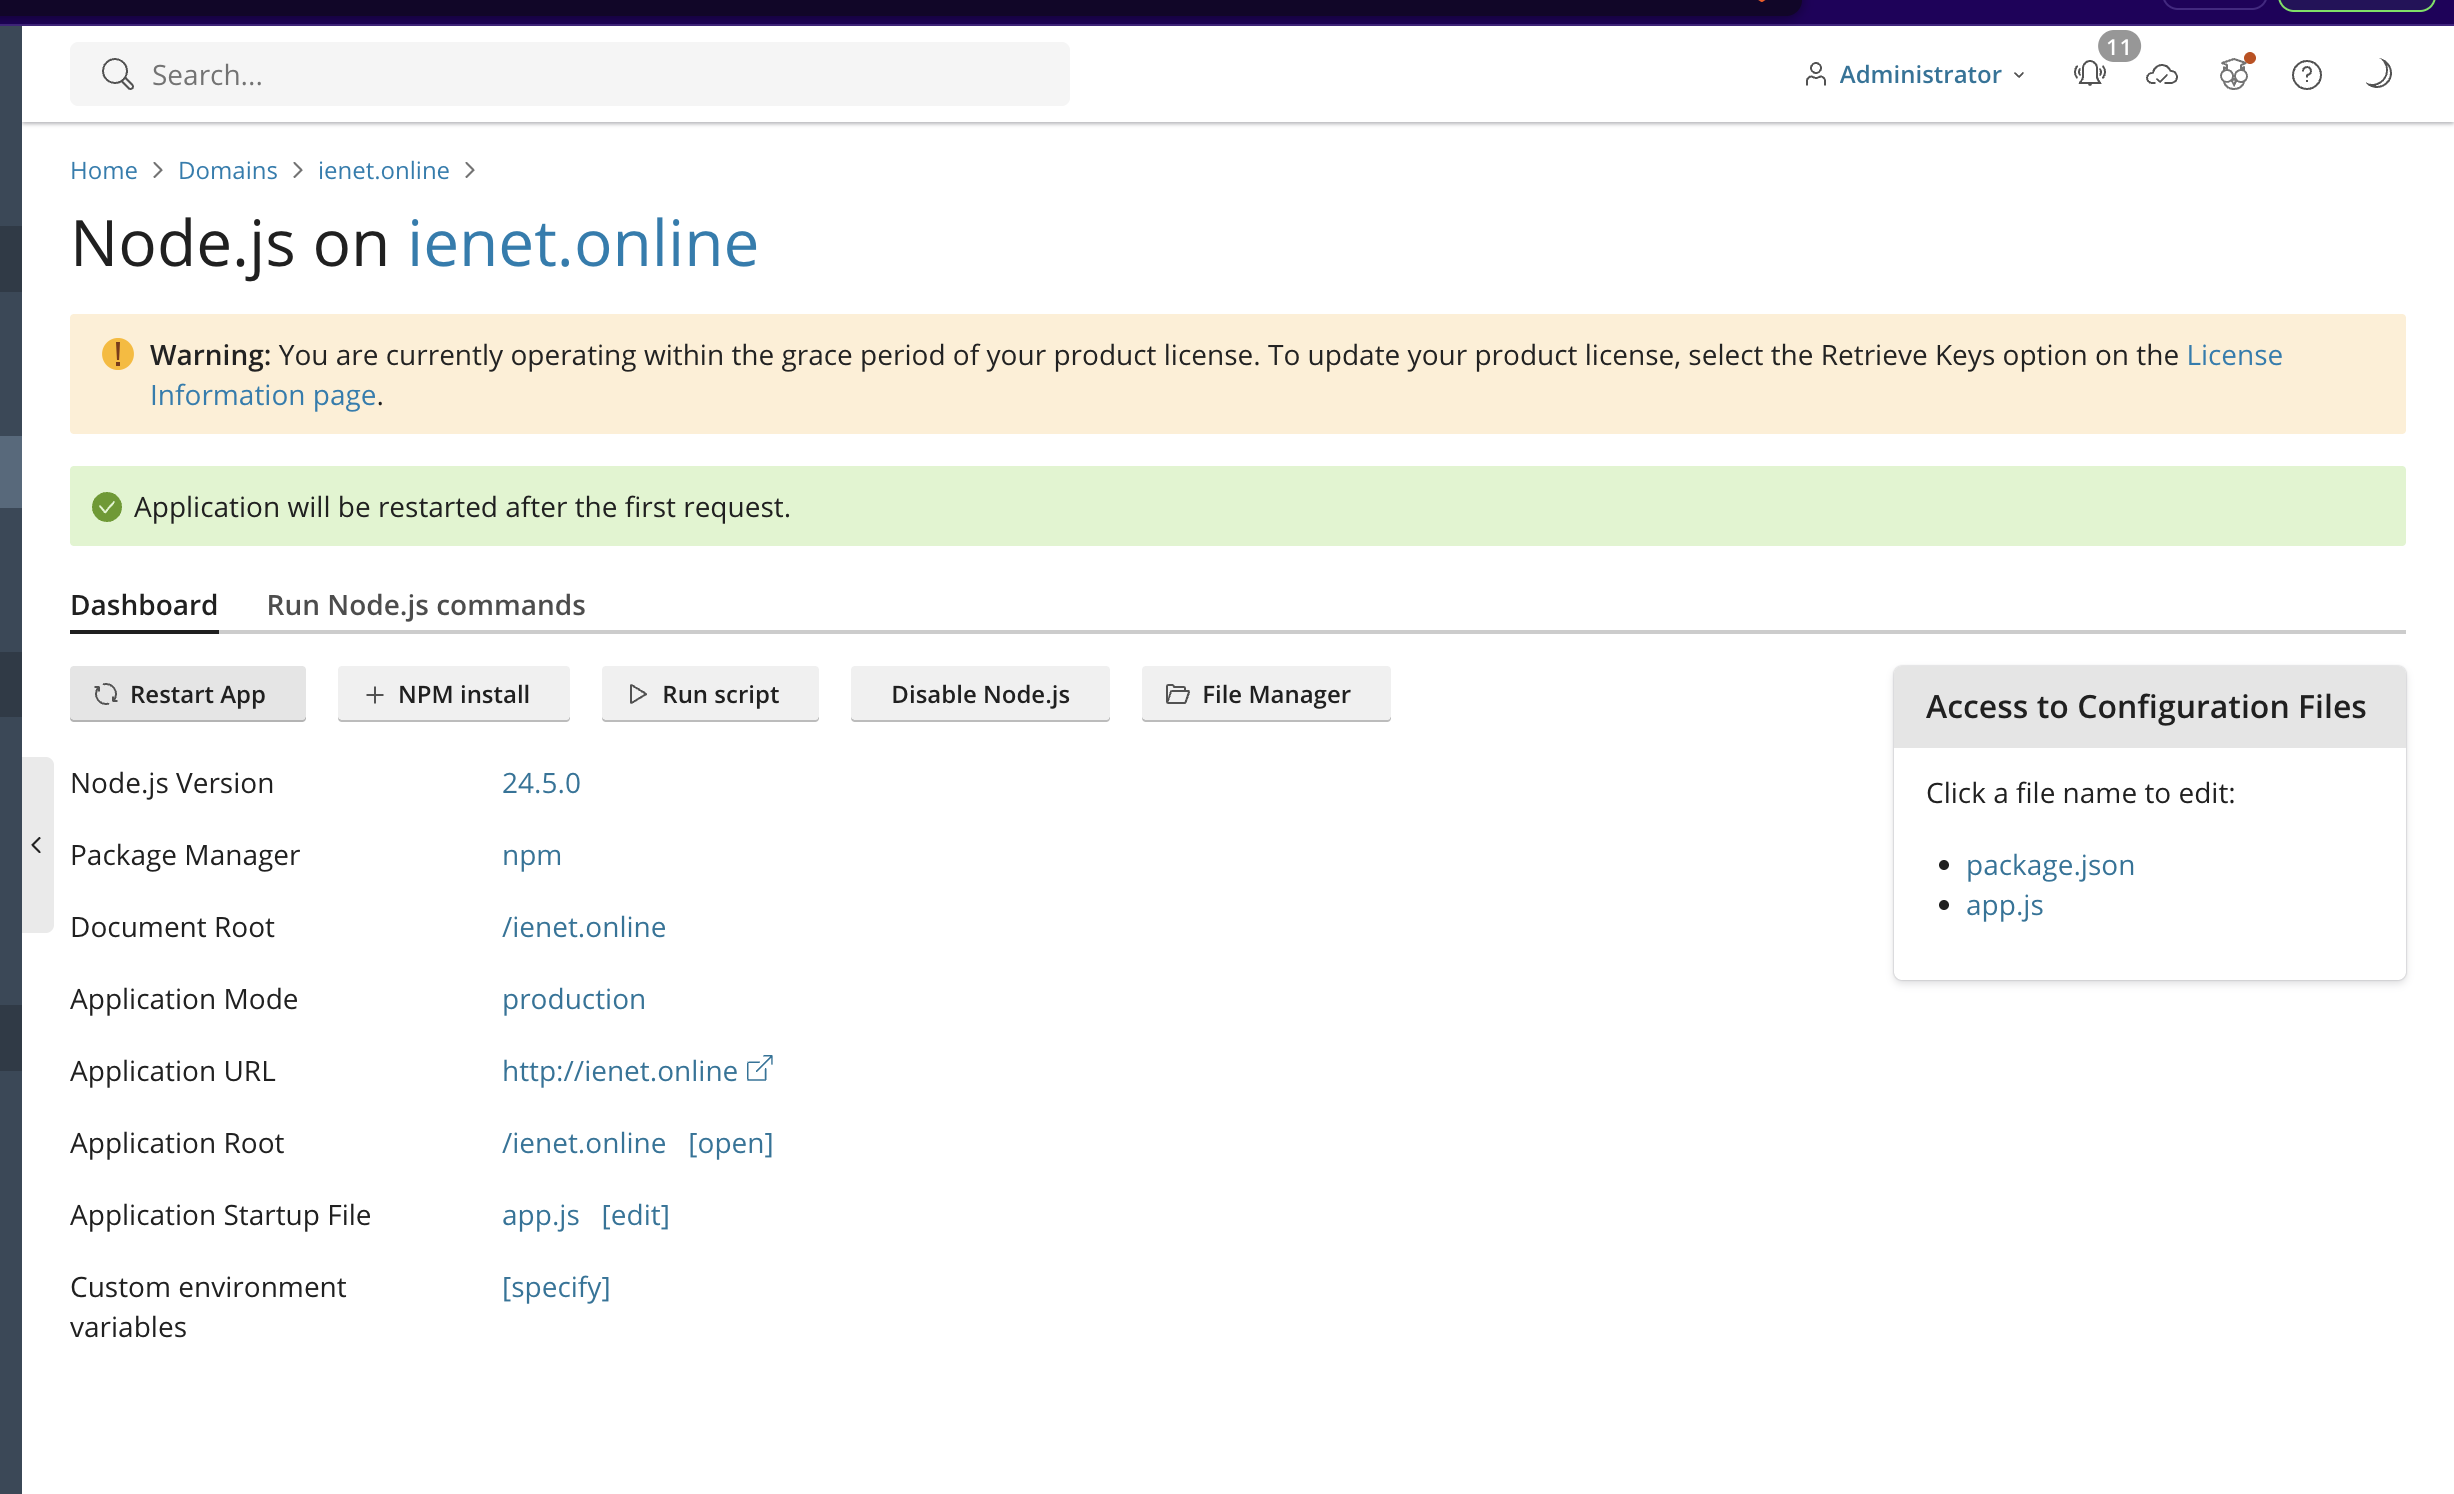 Search...
Administrator
11
Home > Domains > ienet.online >
Node.js on ienet.online
Warning: You are currently operating within the grace period of your product license. To update your product license, select the Retrieve Keys option on the License
Information page.
Application will be restarted after the first request.
Dashboard Run Node.js commands
Restart App NPM install Run script Disable Node.js File Manager
Node.js Version 24.5.0
Package Manager npm
Document Root /ienet.online
Application Mode production
Application URL http://ienet.online
Application Root /ienet.online [open]
Application Startup File app.js [edit]
Custom environment [specify]
variables
Access to Configuration Files
Click a file name to edit:
• package.json
• app.js